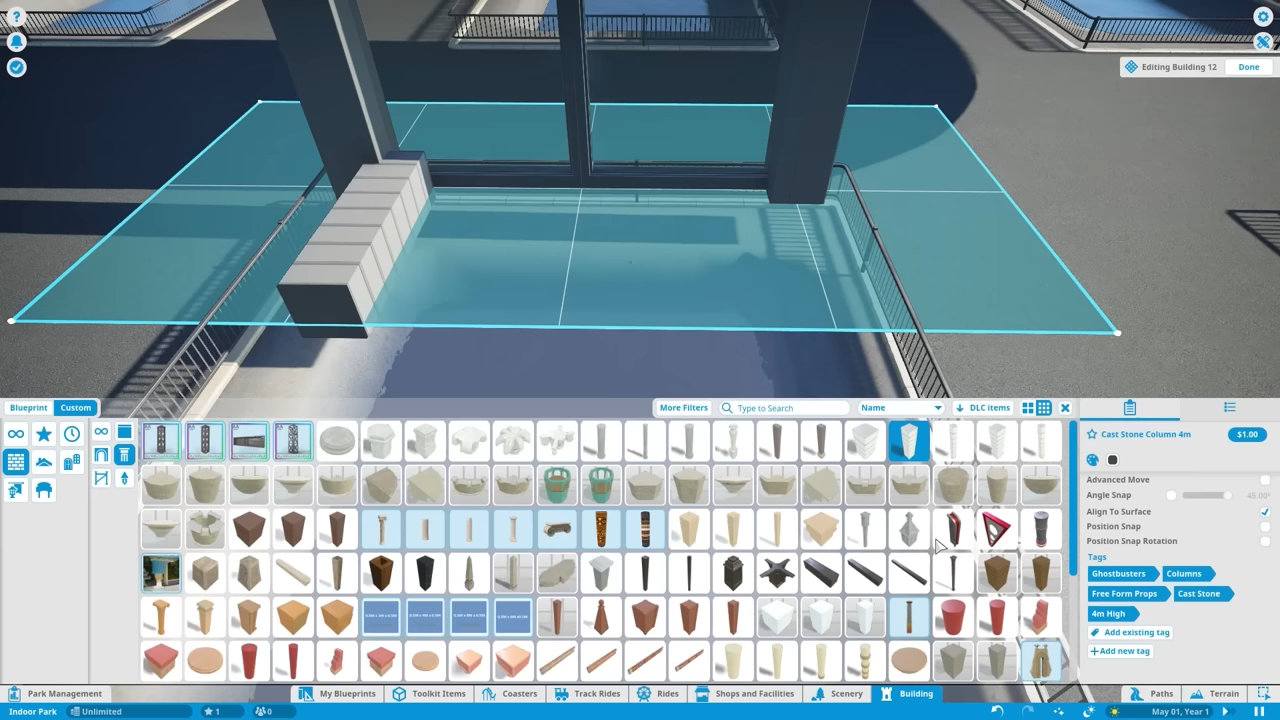 Editing Building 12
Done
Blueprint
Custom
More Filters
Type to Search
Name
DLC items
Cast Stone Column 4m
$1.00
Advanced Move
Angle Snap
45.00°
Align To Surface
Position Snap
Position Snap Rotation
Tags
Ghostbusters
Columns
Free Form Props
Cast Stone
4m High
Add existing tag
+Add new tag
Park Management
My Blueprints
Toolkit Items
Coasters
Track Rides
Rides
Shops and Facilities
Scenery
Building
Paths
Terrain
Indoor Park
Unlimited
1
0
May 01, Year 1